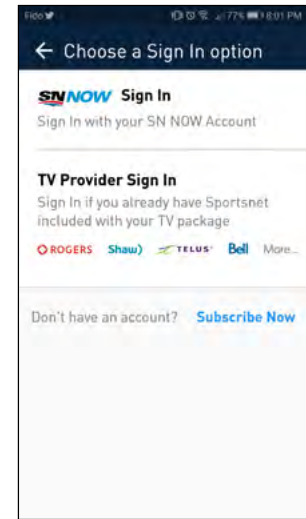 Fido 77% 8:01 PM
← Choose a Sign In option
SN NOW Sign In
Sign In with your SN NOW Account
TV Provider Sign In
Sign In if you already have Sportsnet
included with your TV package
ROGERS Shaw) TELUS Bell More...
Don't have an account? Subscribe Now